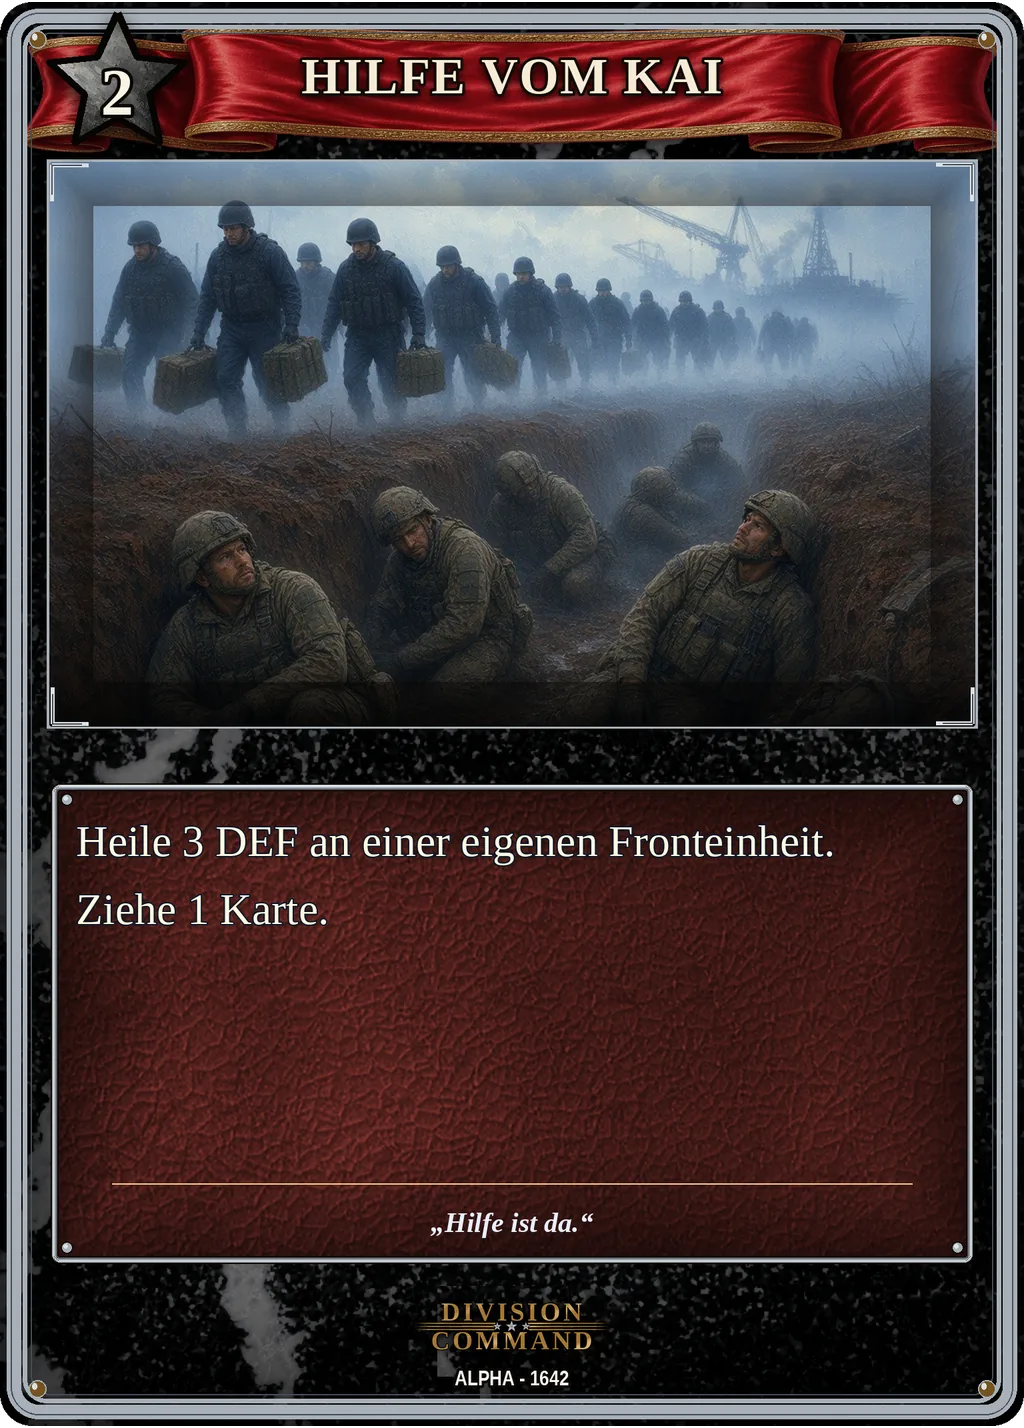 2
HILFE VOM KAI
Heile 3 DEF an einer eigenen Fronteinheit.
Ziehe 1 Karte.
„Hilfe ist da.“
DIVISION
COMMAND
ALPHA - 1642